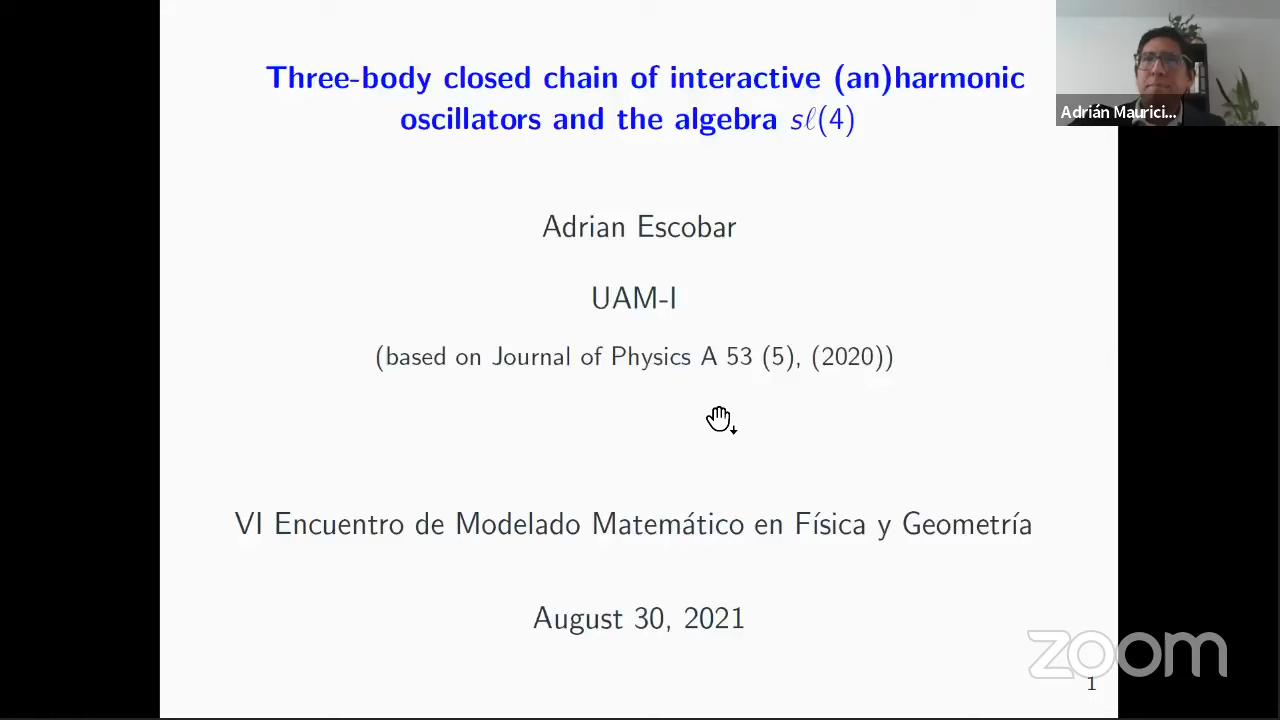 Three-body closed chain of interactive (an)harmonic
oscillators and the algebra sℓ(4)
Adrián Maurici...
Adrian Escobar
UAM-I
(based on Journal of Physics A 53 (5), (2020))
VI Encuentro de Modelado Matemático en Física y Geometría
August 30, 2021
zoom
1